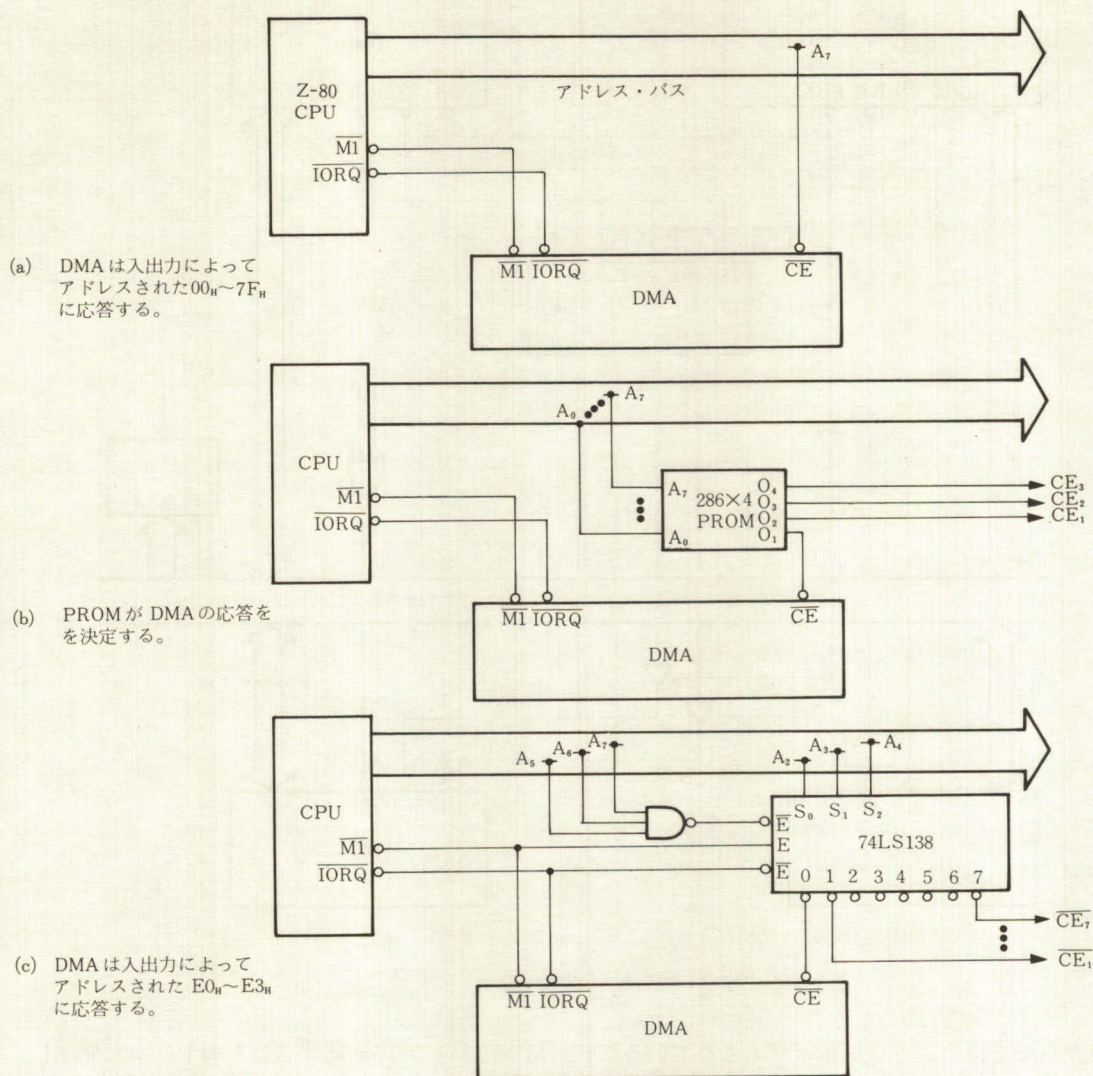 A₇
アドレス・バス
Z-80
CPU
M1
IORQ
M1 IORQ
CE
DMA
(a) DMAは入出力によって
アドレスされた00H~7FH
に応答する。
A₀ A₇
CPU
M1
IORQ
A₇ O₄
286×4 O₃
PROM O₂
A₀ O₁
CE₃
CE₂
CE₁
M1 IORQ
CE
DMA
(b) PROMが DMAの応答を
を決定する。
A₅ A₆ A₇
A₂ A₃ A₄
CPU
M1
IORQ
S₀ S₁ S₂
E
E
E
74LS138
0 1 2 3 4 5 6 7
CE₇
CE₁
M1 IORQ
CE
DMA
(c) DMAは入出力によって
アドレスされた E0H~E3H
に応答する。